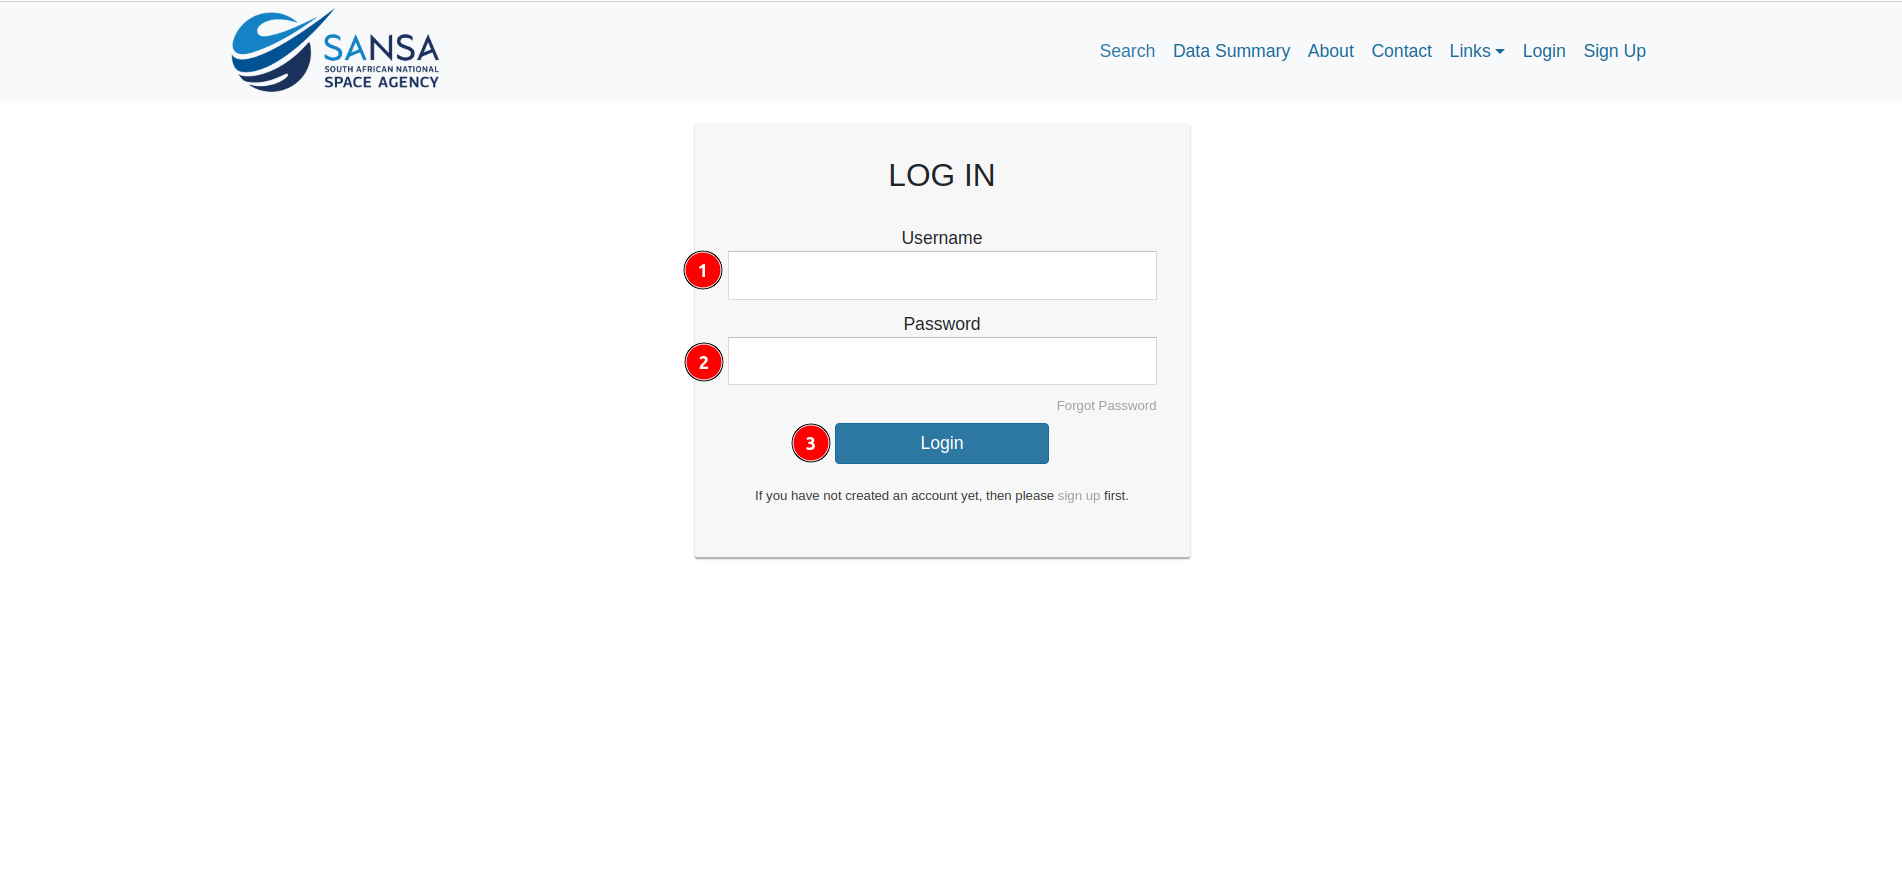 SANSA
SOUTH AFRICAN NATIONAL
SPACE AGENCY
Search Data Summary About Contact Links Login Sign Up
LOG IN
Username
1
Password
2
Forgot Password
3 Login
If you have not created an account yet, then please sign up first.